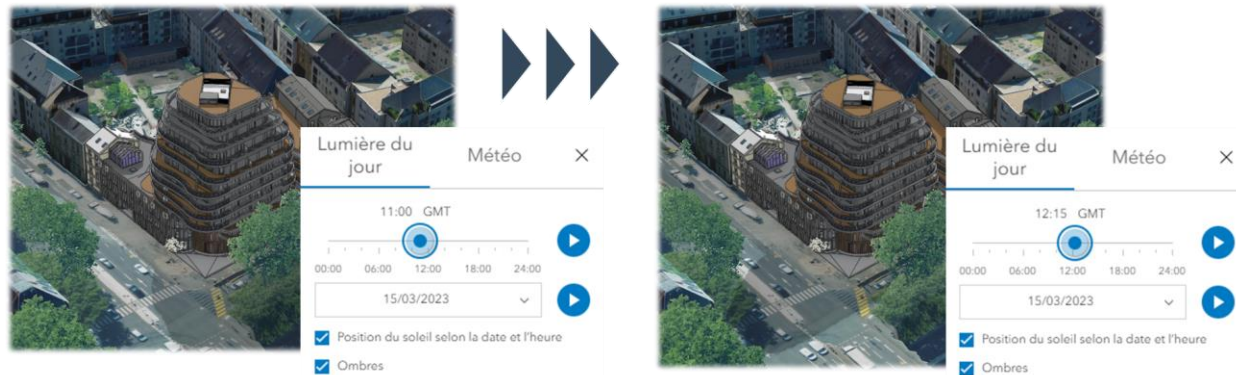 Lumière du
jour
Météo
11:00 GMT
00:00 06:00 12:00 18:00 24:00
15/03/2023
Position du soleil selon la date et l'heure
Ombres
Lumière du
jour
Météo
12:15 GMT
00:00 06:00 12:00 18:00 24:00
15/03/2023
Position du soleil selon la date et l'heure
Ombres